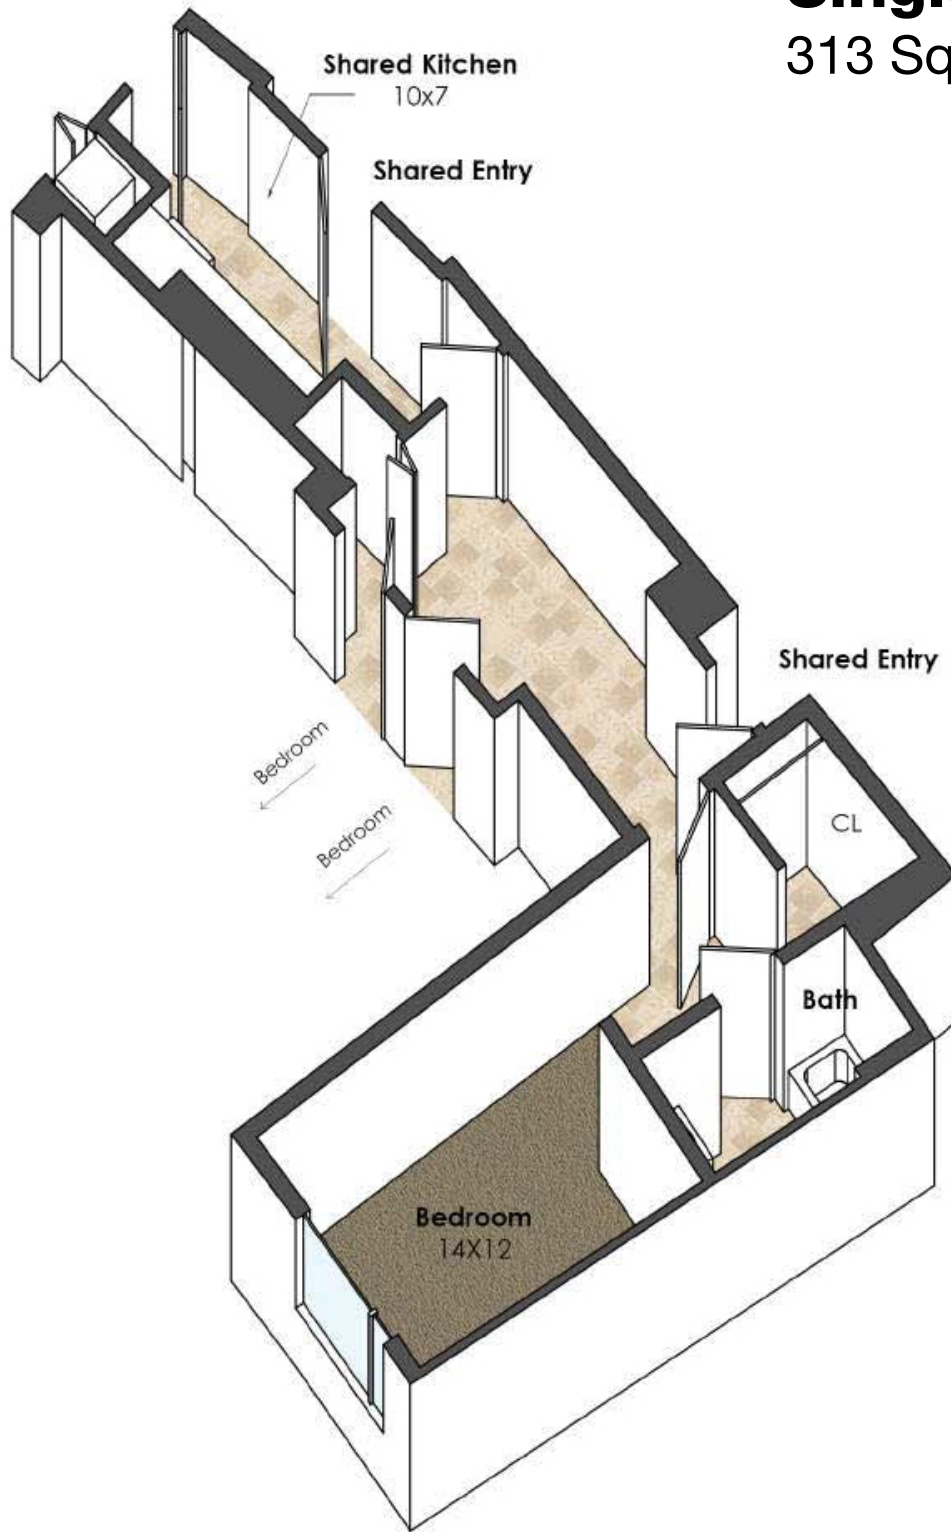 313 Sq
Shared Kitchen
10x7
Shared Entry
Shared Entry
Bedroom
Bedroom
CL
Bath
Bedroom
14X12